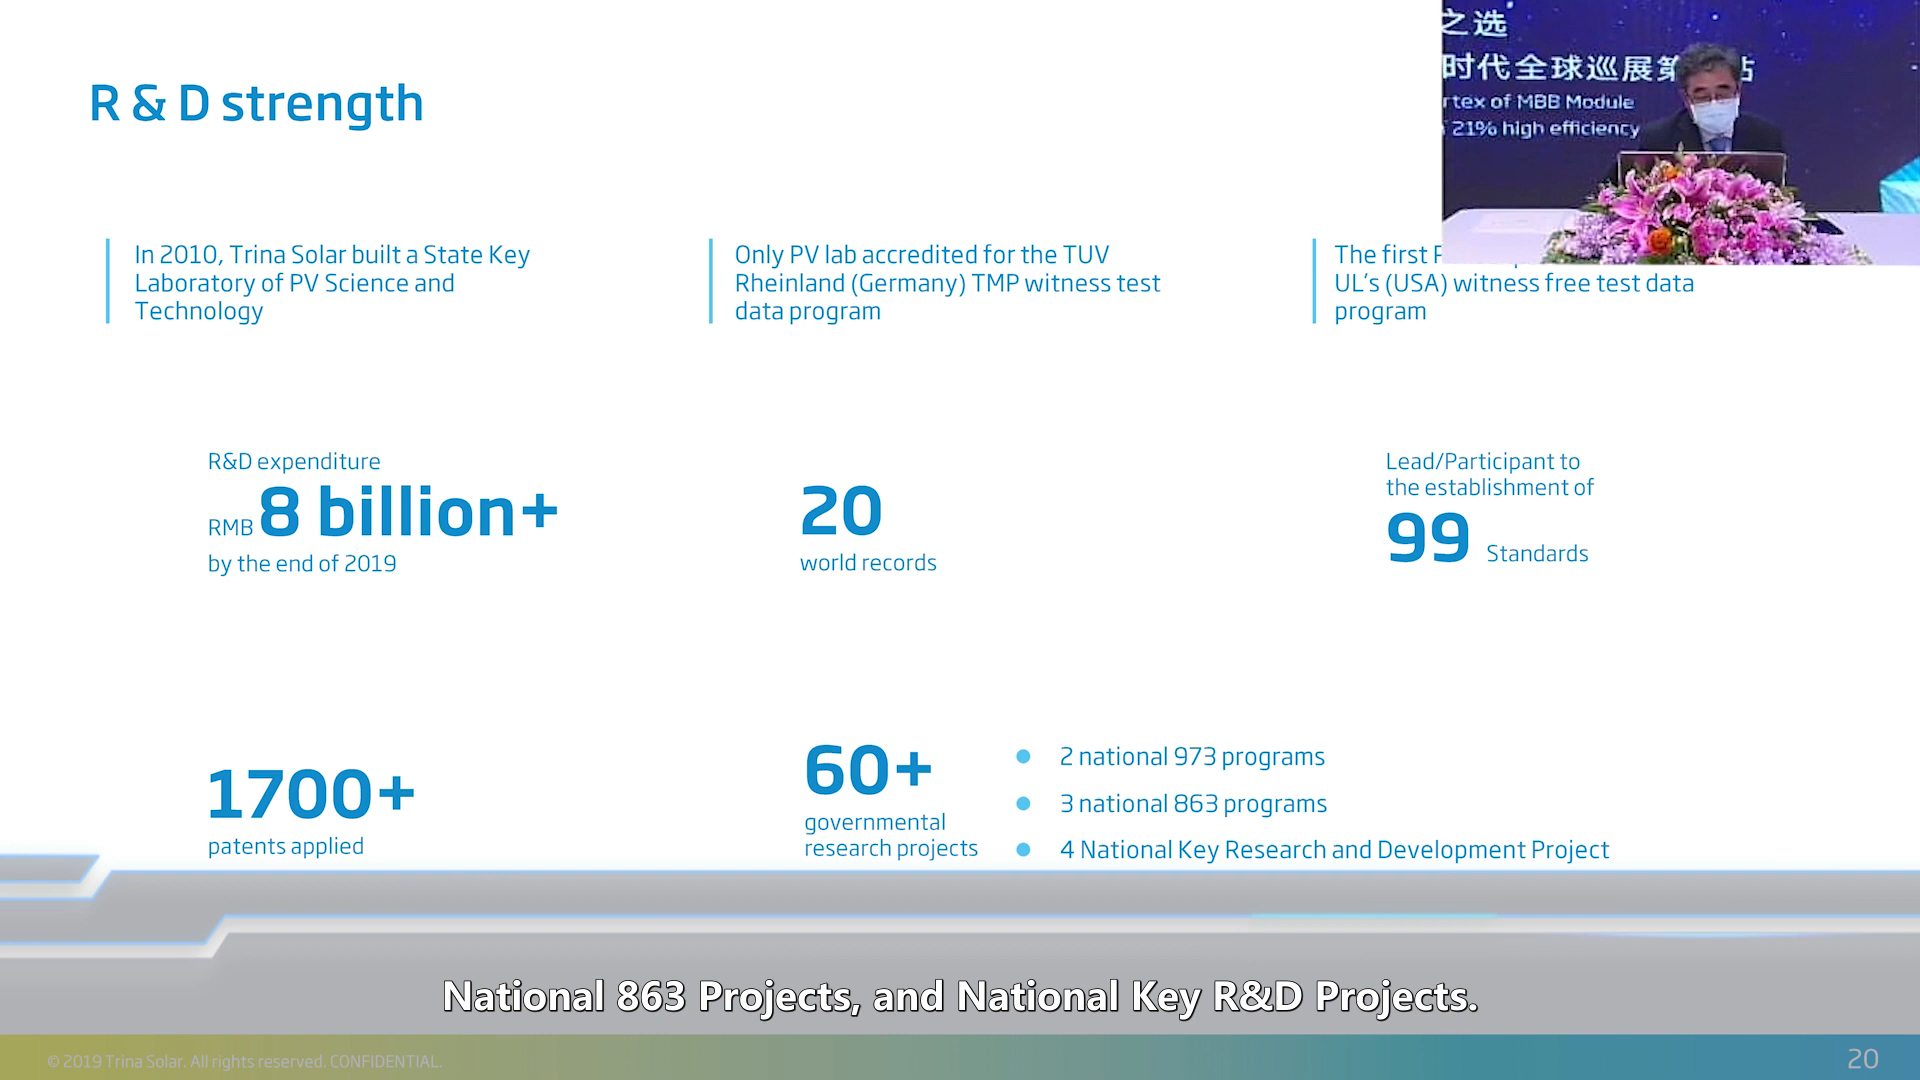 R & D strength
之选
时代全球巡展第
rtex of MBB Module
21% high efficiency
In 2010, Trina Solar built a State Key
Laboratory of PV Science and
Technology
Only PV lab accredited for the TUV
Rheinland (Germany) TMP witness test
data program
The first
UL's (USA) witness free test data
program
R&D expenditure
RMB 8 billion+
by the end of 2019
20
world records
Lead/Participant to
the establishment of
99 Standards
1700+
patents applied
60+
governmental
research projects
2 national 973 programs
3 national 863 programs
4 National Key Research and Development Project
National 863 Projects, and National Key R&D Projects.
© 2019 Trina Solar. All rights reserved. CONFIDENTIAL.
20